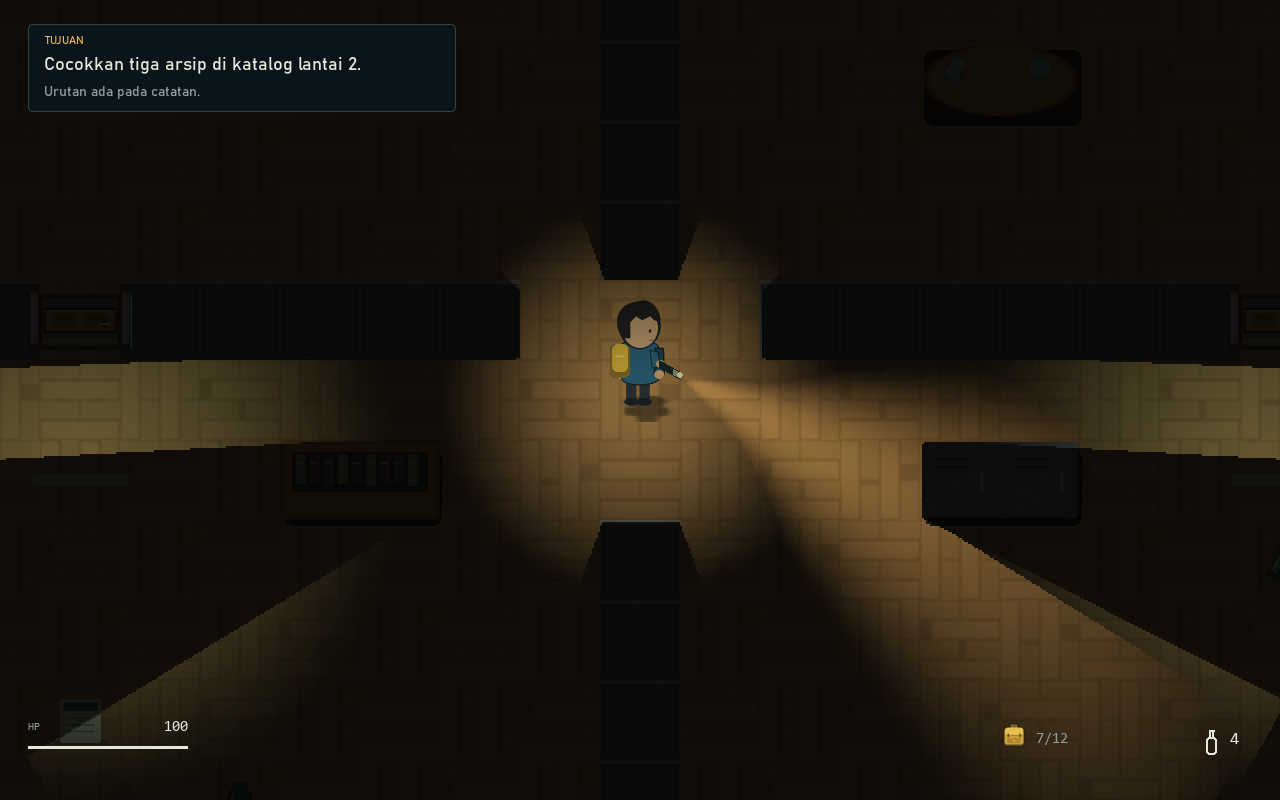 TUJUAN
Cocokkan tiga arsip di katalog lantai 2.
Urutan ada pada catatan.
HP 100
7/12
4